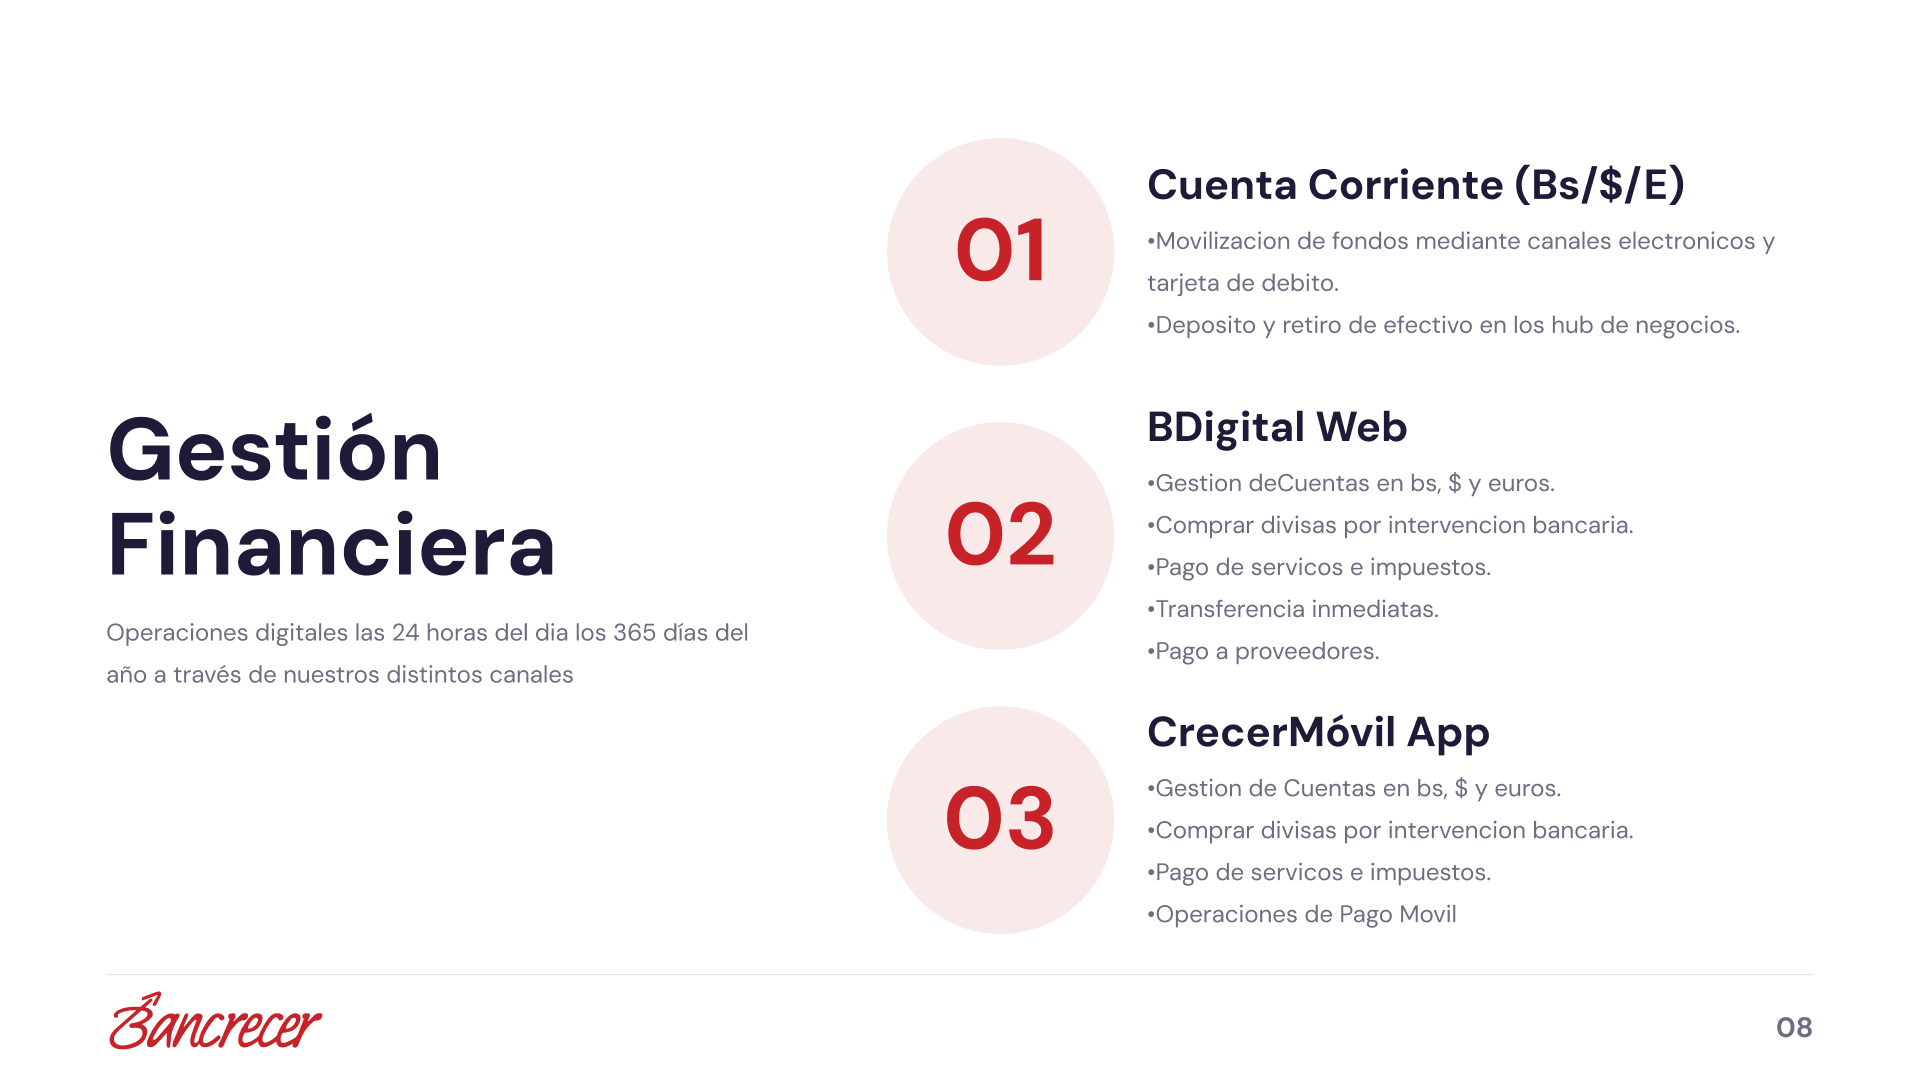 Gestión
Financiera
Operaciones digitales las 24 horas del dia los 365 días del
año a través de nuestros distintos canales
01
Cuenta Corriente (Bs/$/E)
•Movilizacion de fondos mediante canales electronicos y
tarjeta de debito.
•Deposito y retiro de efectivo en los hub de negocios.
02
BDigital Web
•Gestion deCuentas en bs, $ y euros.
•Comprar divisas por intervencion bancaria.
•Pago de servicos e impuestos.
•Transferencia inmediatas.
•Pago a proveedores.
03
CrecerMóvil App
•Gestion de Cuentas en bs, $ y euros.
•Comprar divisas por intervencion bancaria.
•Pago de servicos e impuestos.
•Operaciones de Pago Movil
Bancrecer
08